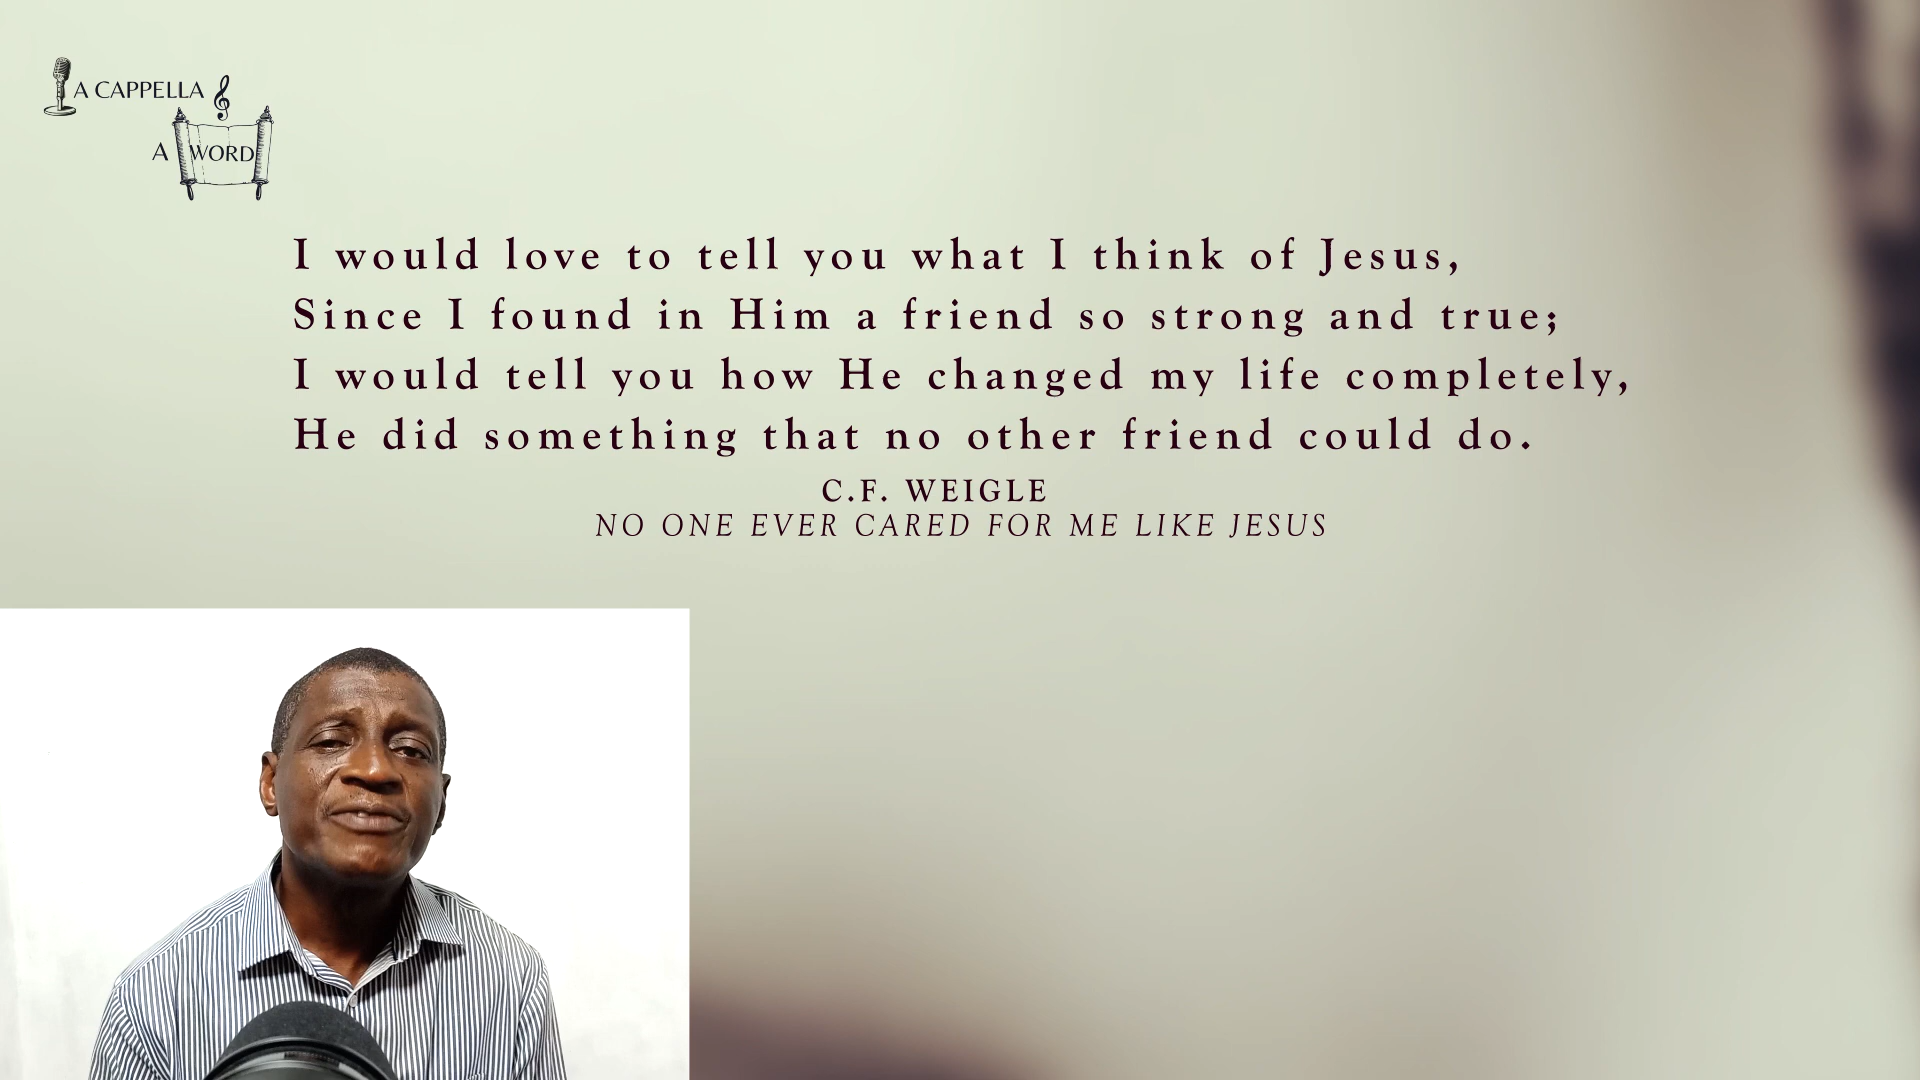 A CAPPELLA
A WORD
I would love to tell you what I think of Jesus,
Since I found in Him a friend so strong and true;
I would tell you how He changed my life completely,
He did something that no other friend could do.
C.F. WEIGLE
NO ONE EVER CARED FOR ME LIKE JESUS